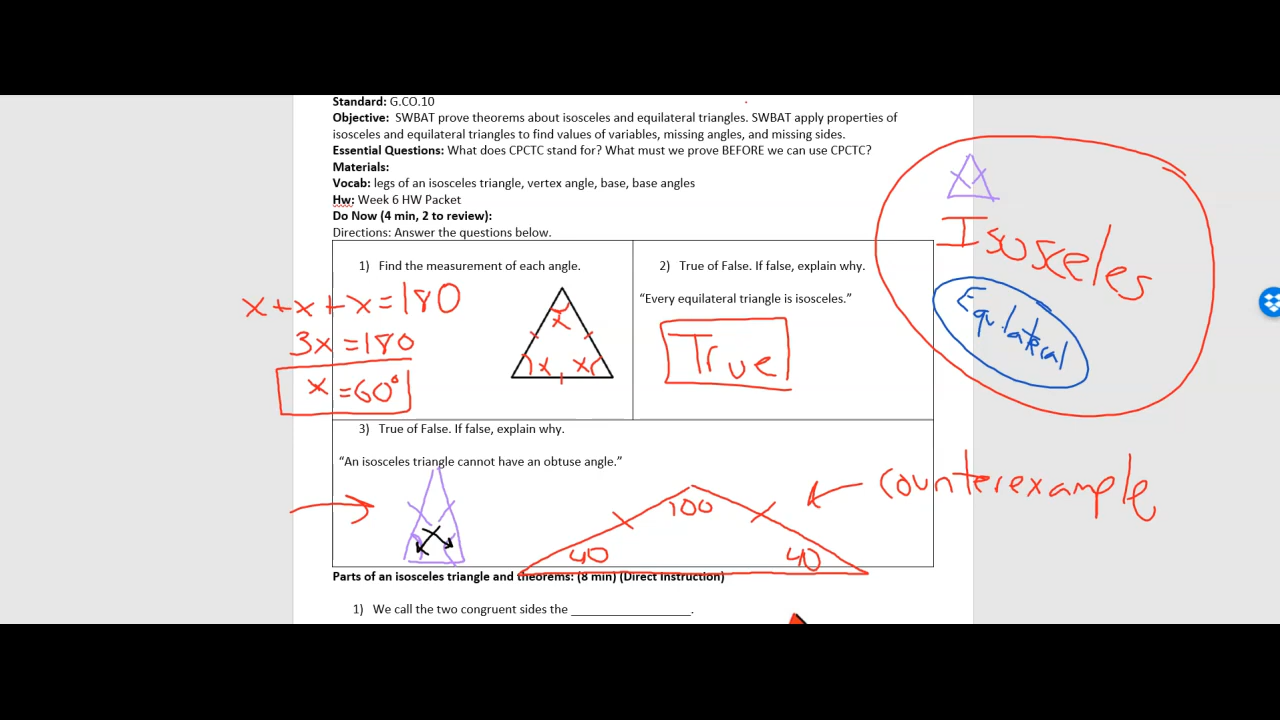 Standard: G.CO.10
Objective: SWBAT prove theorems about isosceles and equilateral triangles. SWBAT apply properties of
isosceles and equilateral triangles to find values of variables, missing angles, and missing sides.
Essential Questions: What does CPCTC stand for? What must we prove BEFORE we can use CPCTC?
Materials:
Vocab: legs of an isosceles triangle, vertex angle, base, base angles
Hw: Week 6 HW Packet
Do Now (4 min, 2 to review):
Directions: Answer the questions below.
1) Find the measurement of each angle.
x+x+x=180
3x=180
x=60°
x
x x
2) True of False. If false, explain why.
“Every equilateral triangle is isosceles.”
True
Isosceles
Equilateral
3) True of False. If false, explain why.
“An isosceles triangle cannot have an obtuse angle.”
100
40 40
counterexample
Parts of an isosceles triangle and theorems: (8 min) (Direct Instruction)
1) We call the two congruent sides the ___________________.